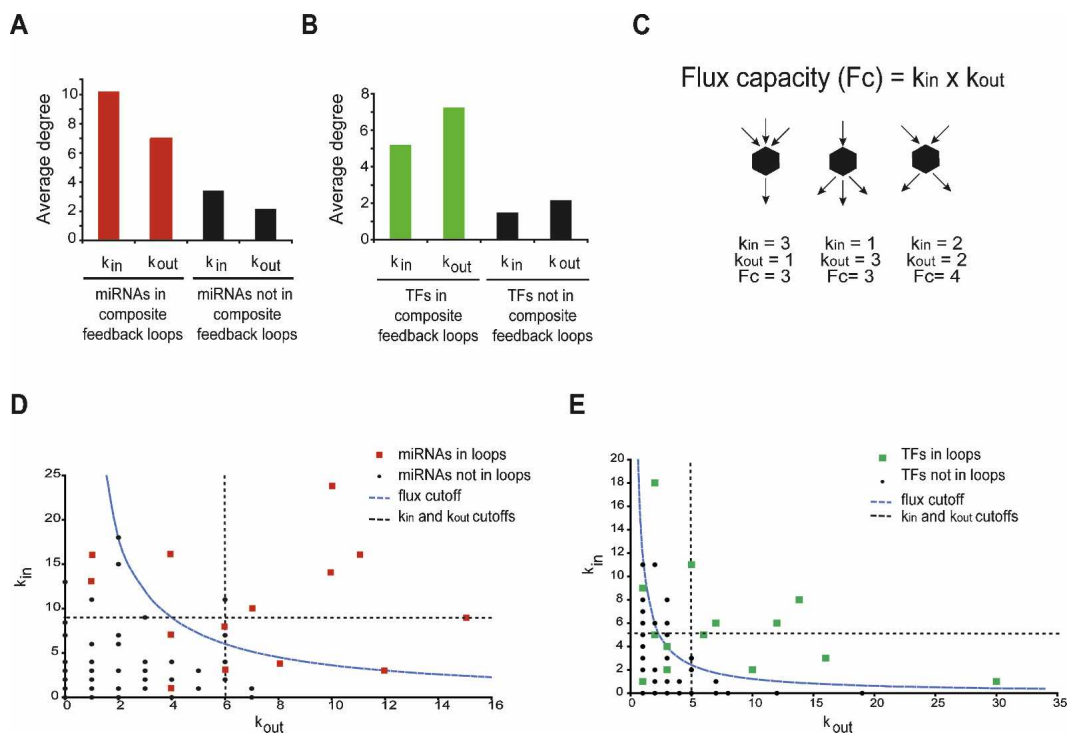 A
Average degree
10
8
6
4
2
0
kin kout kin kout
miRNAs in composite feedback loops
miRNAs not in composite feedback loops
B
Average degree
8
6
4
2
0
kin kout kin kout
TFs in composite feedback loops
TFs not in composite feedback loops
C
Flux capacity (Fc) = kin x kout
kin = 3
kout = 1
Fc = 3
kin = 1
kout = 3
Fc= 3
kin = 2
kout = 2
Fc= 4
D
miRNAs in loops
miRNAs not in loops
flux cutoff
kin and kout cutoffs
kin
25
20
15
10
5
0
0 2 4 6 8 10 12 14 16
kout
E
TFs in loops
TFs not in loops
flux cutoff
kin and kout cutoffs
kin
20
18
16
14
12
10
8
6
4
2
0
0 5 10 15 20 25 30 35
kout